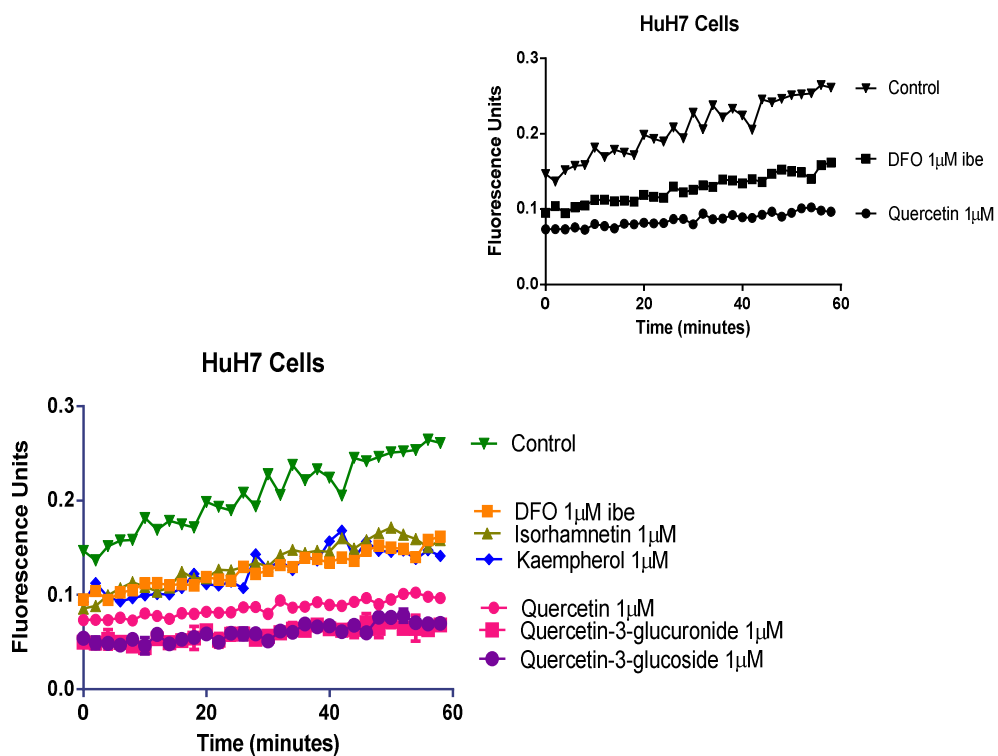 HuH7 Cells
0.3
0.2
0.1
0.0
Fluorescence Units
0 20 40 60
Time (minutes)
Control
DFO 1µM ibe
Quercetin 1µM
HuH7 Cells
0.3
0.2
0.1
0.0
Fluorescence Units
0 20 40 60
Time (minutes)
Control
DFO 1µM ibe
Isorhamnetin 1µM
Kaempherol 1µM
Quercetin 1µM
Quercetin-3-glucuronide 1µM
Quercetin-3-glucoside 1µM